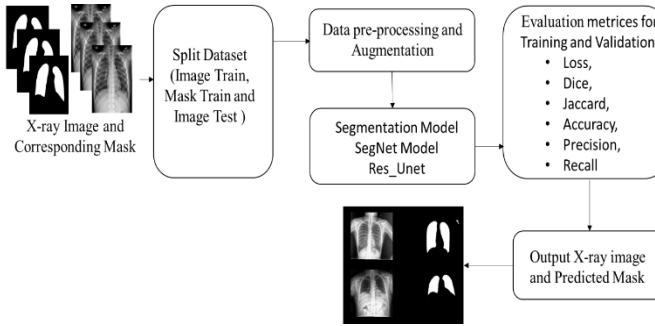 X-ray Image and
Corresponding Mask
Split Dataset
(Image Train,
Mask Train and
Image Test )
Data pre-processing and
Augmentation
Segmentation Model
SegNet Model
Res_Unet
Evaluation metrices for
Training and Validation
• Loss,
• Dice,
• Jaccard,
• Accuracy,
• Precision,
• Recall
Output X-ray image
and Predicted Mask